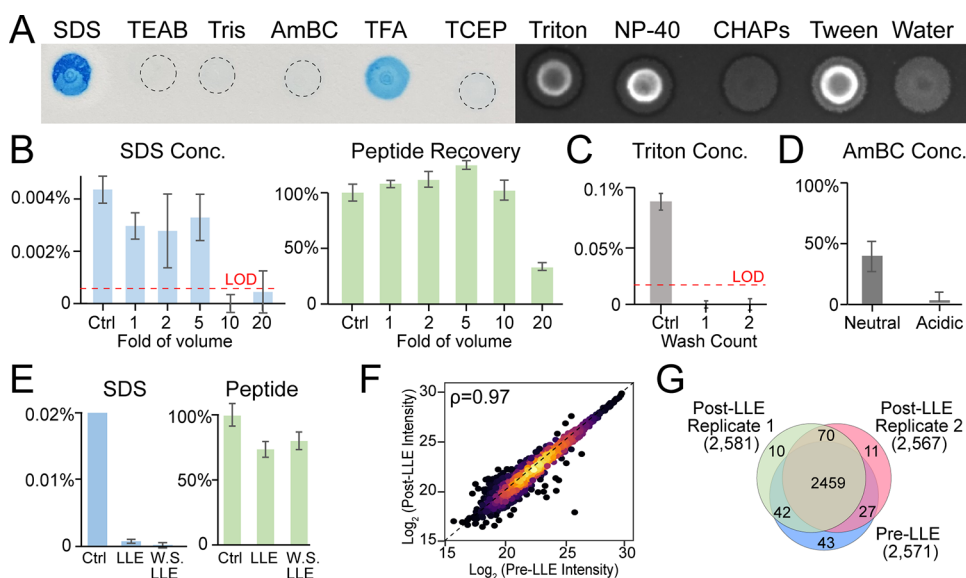 A
SDS TEAB Tris AmBC TFA TCEP Triton NP-40 CHAPs Tween Water
B
SDS Conc.
0.004%
0.002%
0
LOD
Ctrl 1 2 5 10 20
Fold of volume
Peptide Recovery
100%
50%
0
Ctrl 1 2 5 10 20
Fold of volume
C
Triton Conc.
0.1%
0.05%
0
LOD
Ctrl 1 2
Wash Count
D
AmBC Conc.
50%
0
Neutral Acidic
E
SDS
0.02%
0.01%
0
Ctrl LLE W.S.
LLE
Peptide
100%
50%
0
Ctrl LLE W.S.
LLE
F
ρ=0.97
Log2 (Post-LLE Intensity)
30
25
20
15
15 20 25 30
Log2 (Pre-LLE Intensity)
G
Post-LLE
Replicate 1
(2,581)
Post-LLE
Replicate 2
(2,567)
70
10 11
2459
42 27
43
Pre-LLE
(2,571)